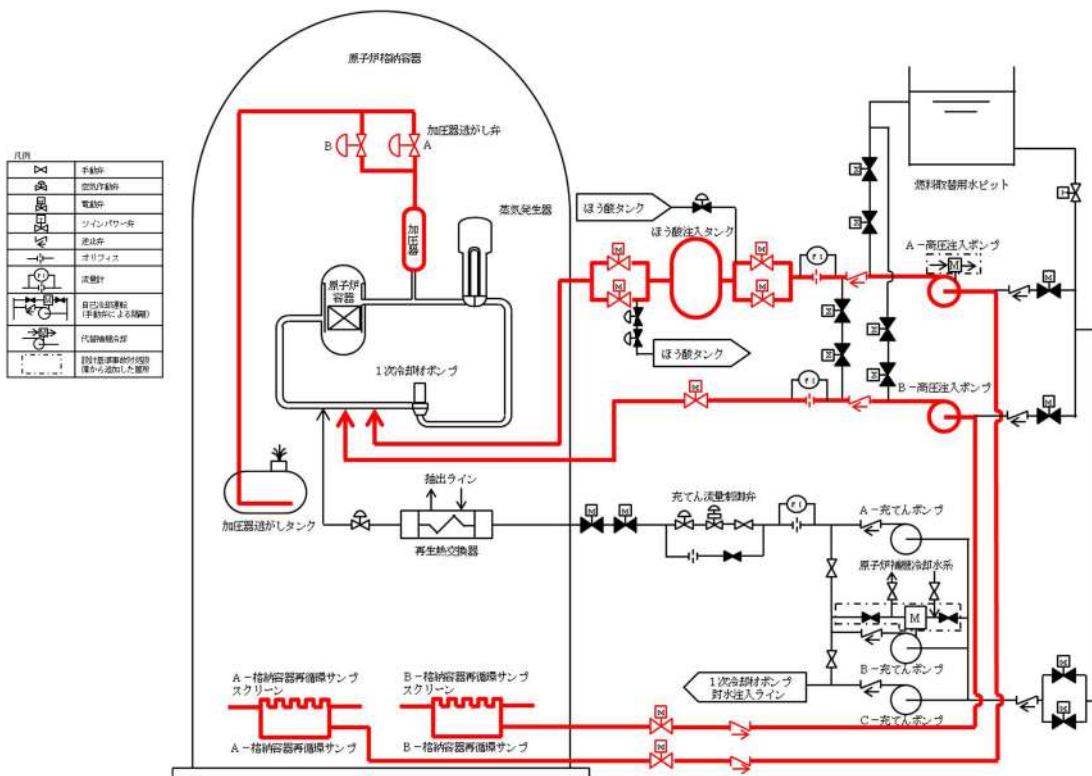 原子炉格納容器
加圧器逃がし弁
B
A
加圧器
蒸気発生器
原子炉
容器
1次冷却材ポンプ
加圧器逃がしタンク
抽出ライン
再生熱交換器
A-格納容器再循環サンプ
スクリーン
A-格納容器再循環サンプ
B-格納容器再循環サンプ
スクリーン
B-格納容器再循環サンプ
凡例
手動弁
空気作動弁
電動弁
ツインパワー弁
逆止弁
オリフィス
流量計
自己冷却運転
(手動弁による隔離)
代替補機冷却
設計基準事故対処設
備から追加した箇所
ほう酸タンク
ほう酸注入タンク
ほう酸タンク
燃料取替用水ピット
A-高圧注入ポンプ
B-高圧注入ポンプ
充てん流量制御弁
A-充てんポンプ
原子炉補機冷却水系
B-充てんポンプ
1次冷却材ポンプ
封水注入ライン
C-充てんポンプ